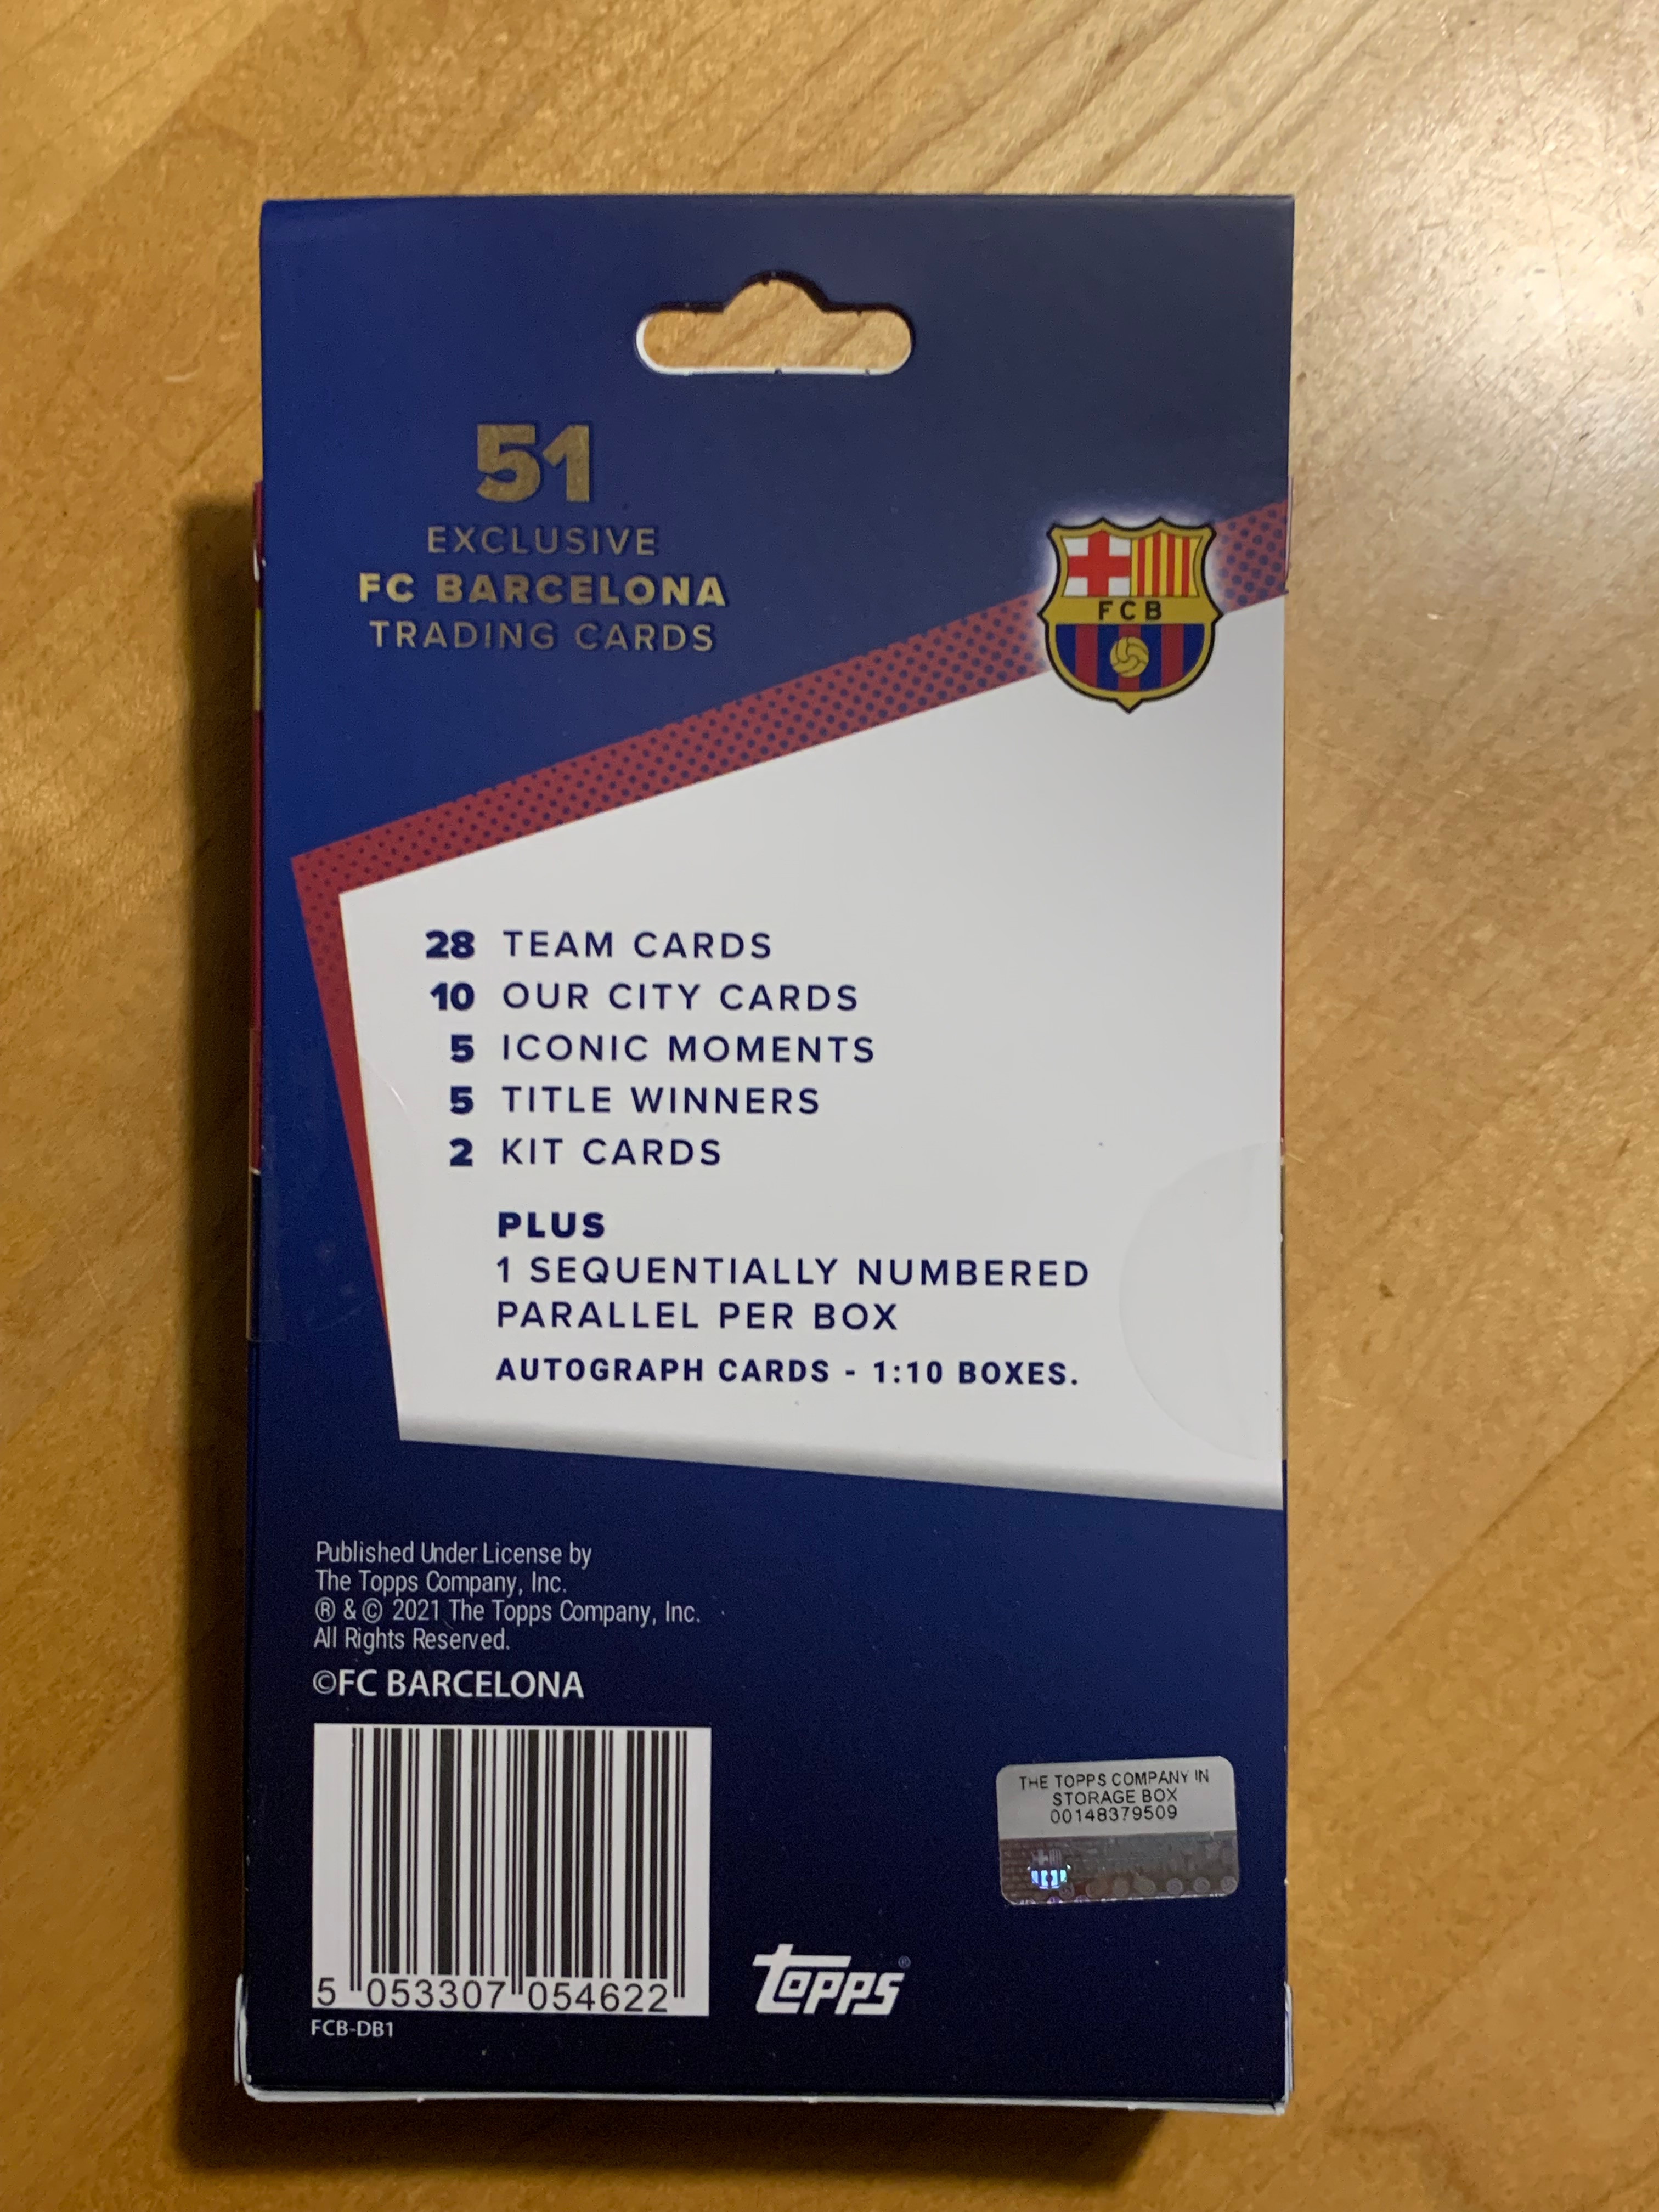 51
EXCLUSIVE
FC BARCELONA
TRADING CARDS
FCB
28 TEAM CARDS
10 OUR CITY CARDS
5 ICONIC MOMENTS
5 TITLE WINNERS
2 KIT CARDS
PLUS
1 SEQUENTIALLY NUMBERED
PARALLEL PER BOX
AUTOGRAPH CARDS - 1:10 BOXES.
Published Under License by
The Topps Company, Inc.
® & © 2021 The Topps Company, Inc.
All Rights Reserved.
©FC BARCELONA
5 053307 054622
FCB-DB1
topps®
THE TOPPS COMPANY IN
STORAGE BOX
00148379509